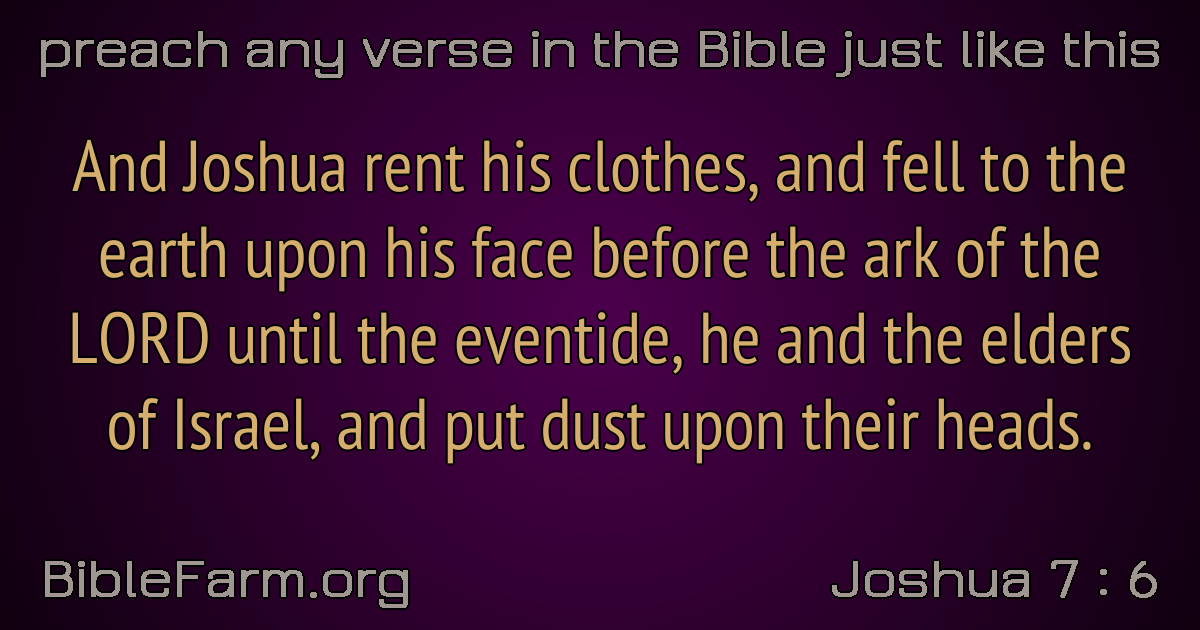 preach any verse in the Bible just like this
And Joshua rent his clothes, and fell to the
earth upon his face before the ark of the
LORD until the eventide, he and the elders
of Israel, and put dust upon their heads.
BibleFarm.org
Joshua 7 : 6